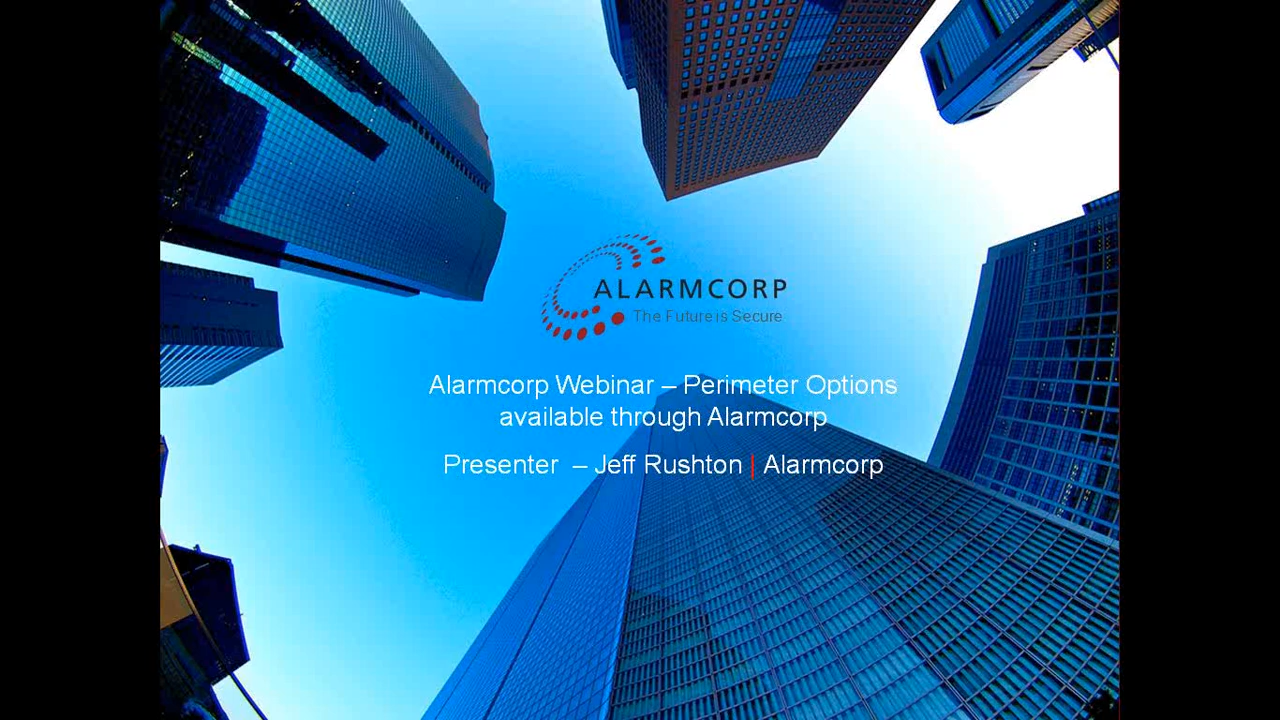 ALARMCORP
The Future is Secure
Alarmcorp Webinar – Perimeter Options
available through Alarmcorp
Presenter – Jeff Rushton | Alarmcorp